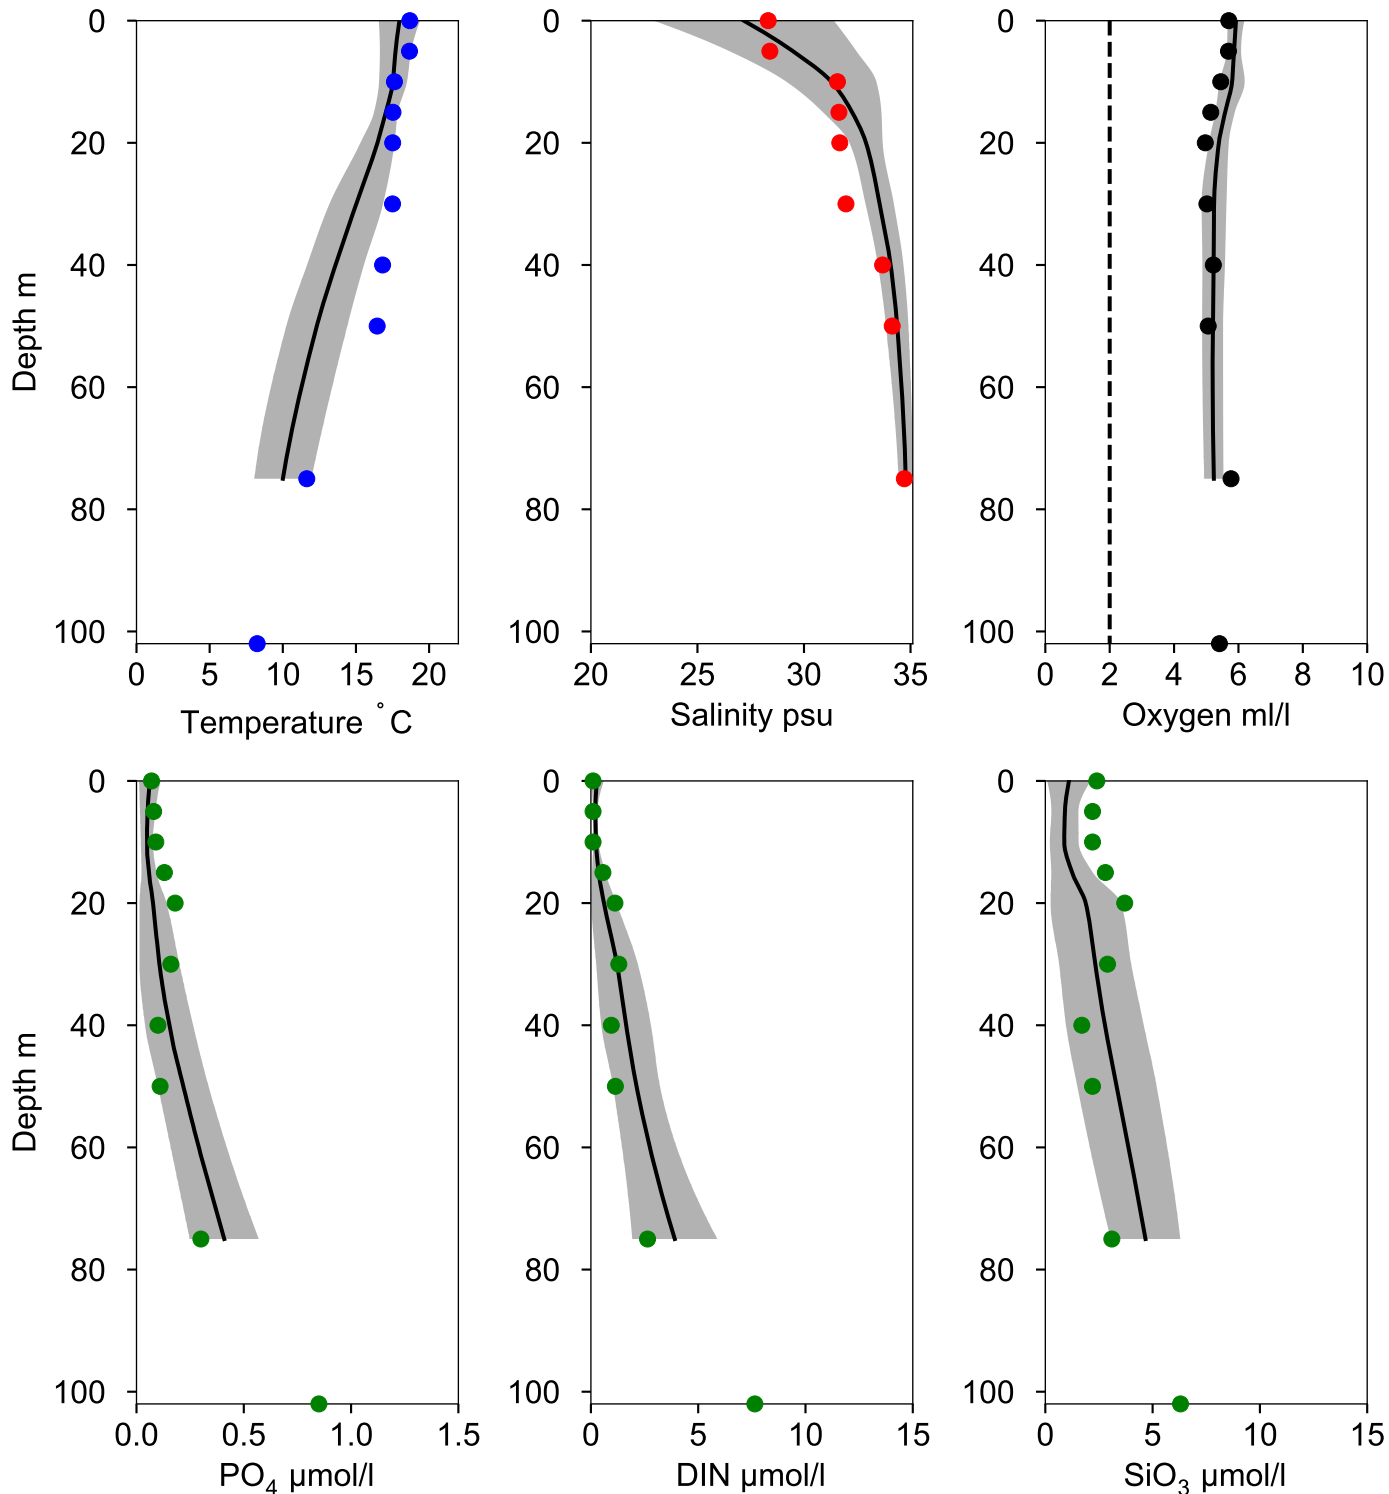 0
20
40
60
80
100
Depth m
0 5 10 15 20
Temperature °C
0
20
40
60
80
100
20 25 30 35
Salinity psu
0
20
40
60
80
100
0 2 4 6 8 10
Oxygen ml/l
0
20
40
60
80
100
Depth m
0.0 0.5 1.0 1.5
PO₄ µmol/l
0
20
40
60
80
100
0 5 10 15
DIN µmol/l
0
20
40
60
80
100
0 5 10 15
SiO₃ µmol/l